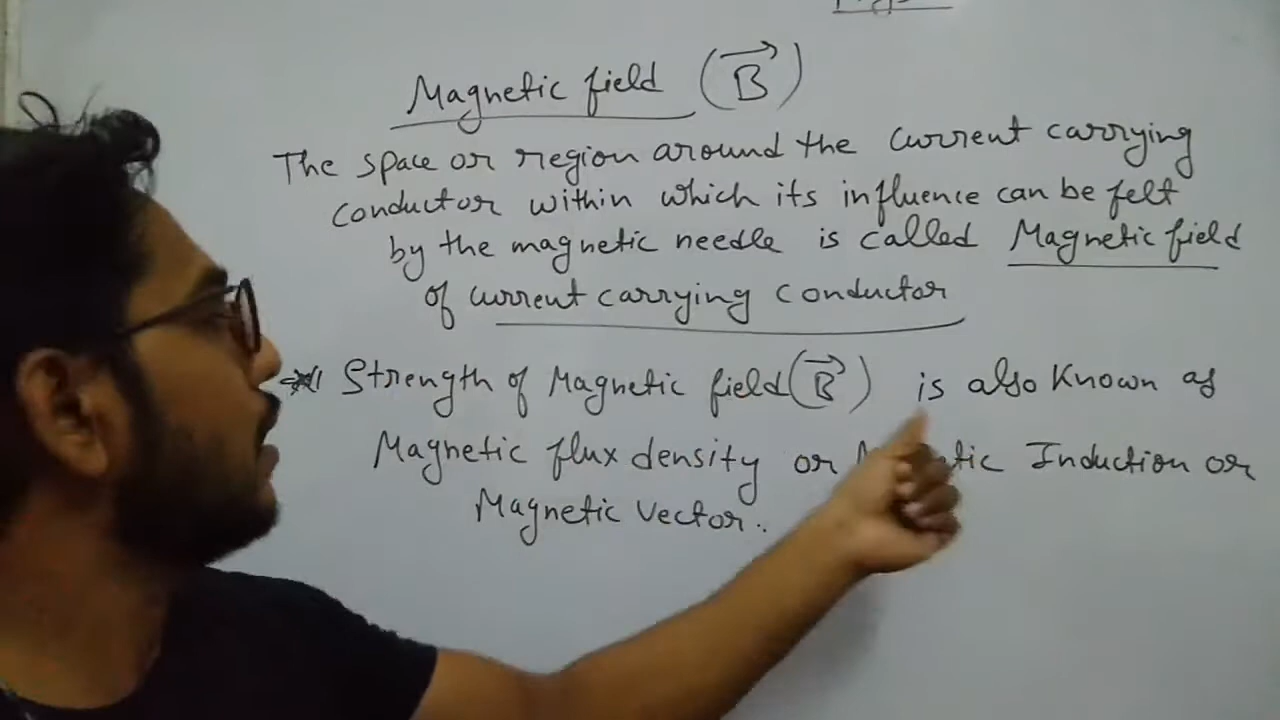 Magnetic field (B)
The space or region around the current carrying
conductor within which its influence can be felt
by the magnetic needle is called Magnetic field
of current carrying conductor
Strength of Magnetic field (B) is also Known as
Magnetic flux density or Induction or
Magnetic Vector.